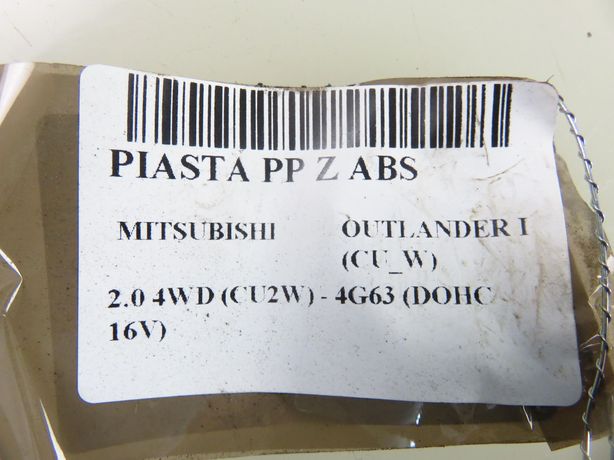 PIASTA PP Z ABS
MITSUBISHI OUTLANDER I
(CU_W)
2.0 4WD (CU2W) - 4G63 (DOHC
16V)